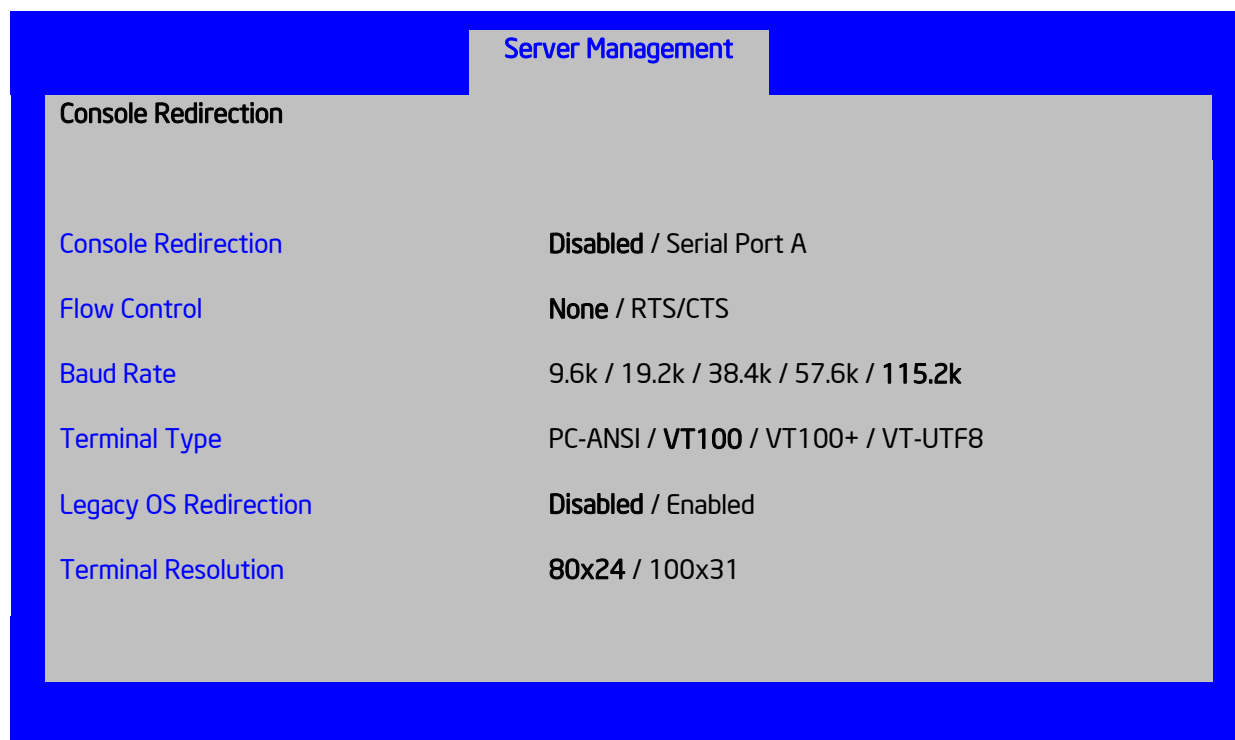 Server Management
Console Redirection
Console Redirection Disabled / Serial Port A
Flow Control None / RTS/CTS
Baud Rate 9.6k / 19.2k / 38.4k / 57.6k / 115.2k
Terminal Type PC-ANSI / VT100 / VT100+ / VT-UTF8
Legacy OS Redirection Disabled / Enabled
Terminal Resolution 80x24 / 100x31